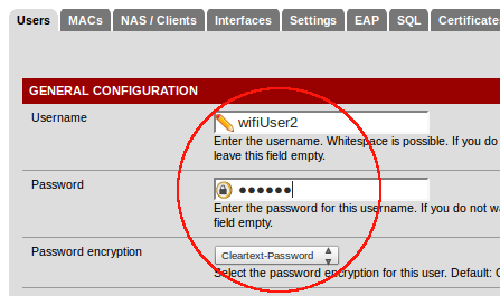 Users MACs NAS / Clients Interfaces Settings EAP SQL Certificate
GENERAL CONFIGURATION
Username
wifiUser2
Enter the username. Whitespace is possible. If you do
leave this field empty.
Password
●●●●●●
Enter the password for this username. If you do not wa
field empty.
Password encryption
Cleartext-Password
Select the password encryption for this user. Default: C